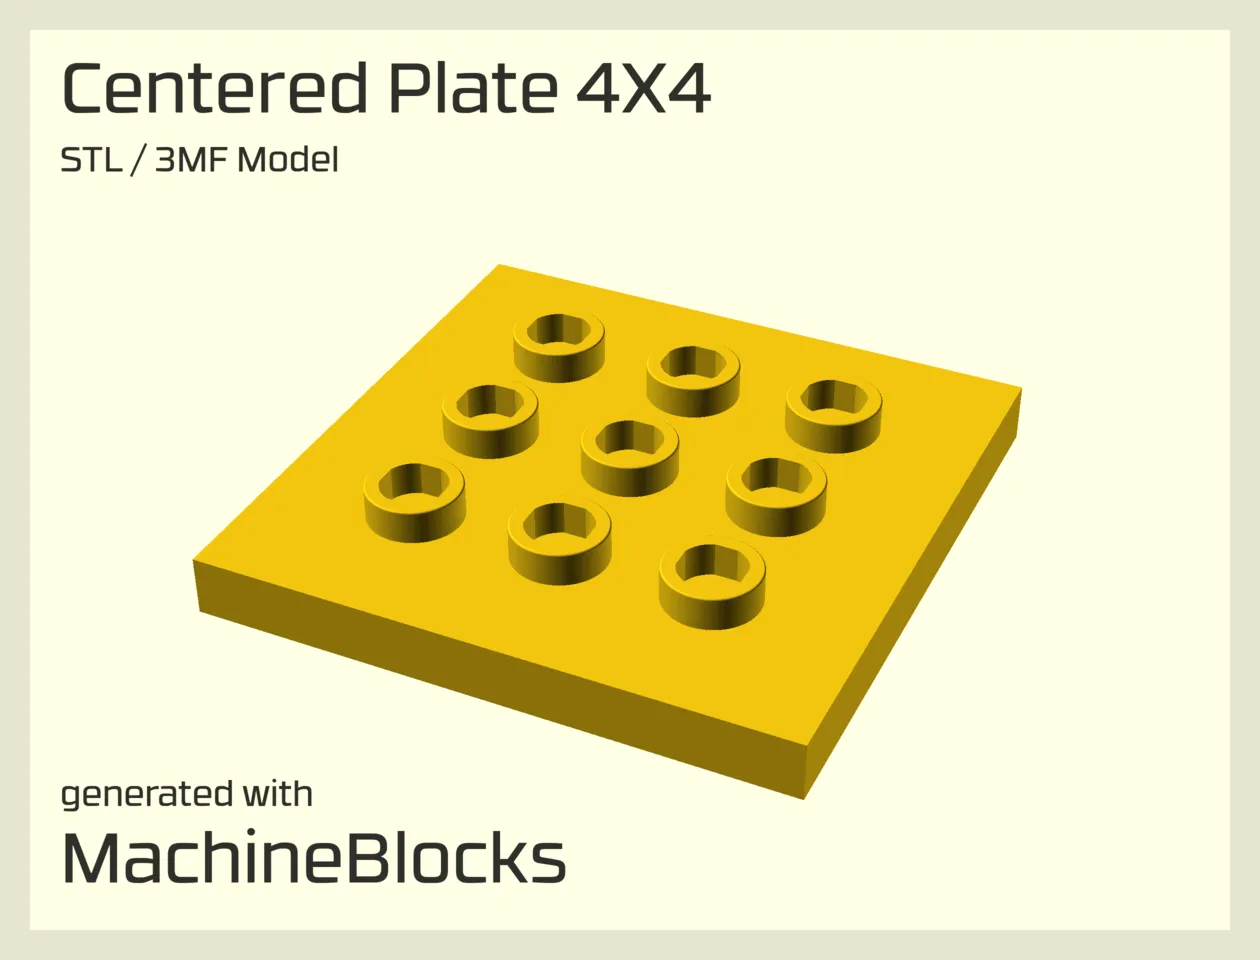 Centered Plate 4X4
STL / 3MF Model
generated with
MachineBlocks